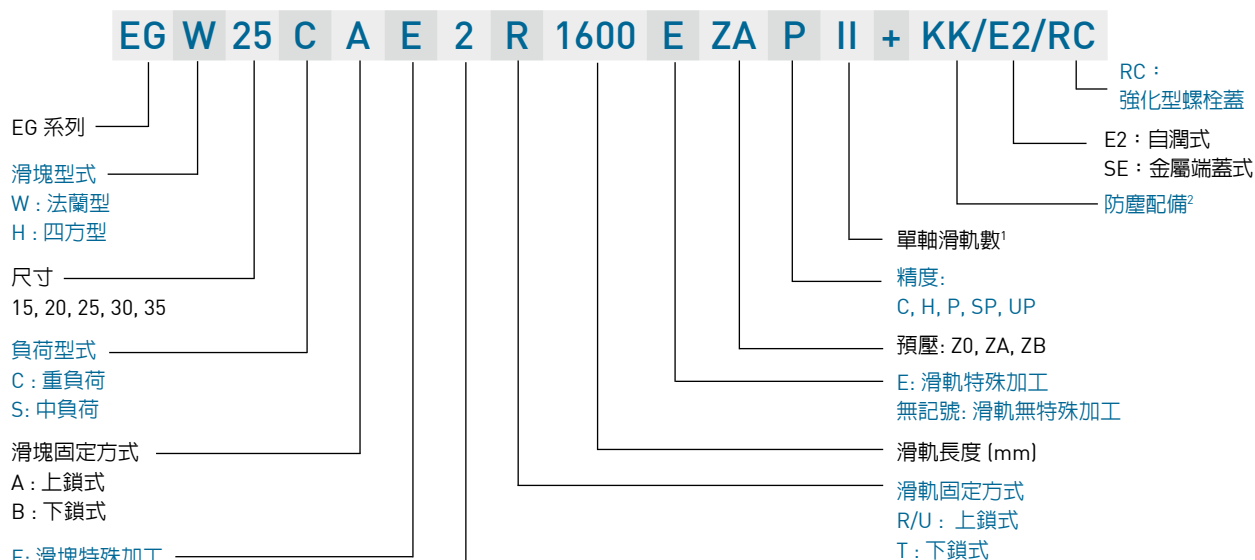 EG W 25 C A E 2 R 1600 E ZA P II + KK/E2/RC
EG 系列
滑塊型式
W : 法蘭型
H : 四方型
尺寸
15, 20, 25, 30, 35
負荷型式
C : 重負荷
S: 中負荷
滑塊固定方式
A : 上鎖式
B : 下鎖式
E: 滑塊特殊加工
RC：
強化型螺栓蓋
E2：自潤式
SE：金屬端蓋式
防塵配備²
單軸滑軌數¹
精度:
C, H, P, SP, UP
預壓: Z0, ZA, ZB
E: 滑軌特殊加工
無記號: 滑軌無特殊加工
滑軌長度 (mm)
滑軌固定方式
R/U : 上鎖式
T : 下鎖式